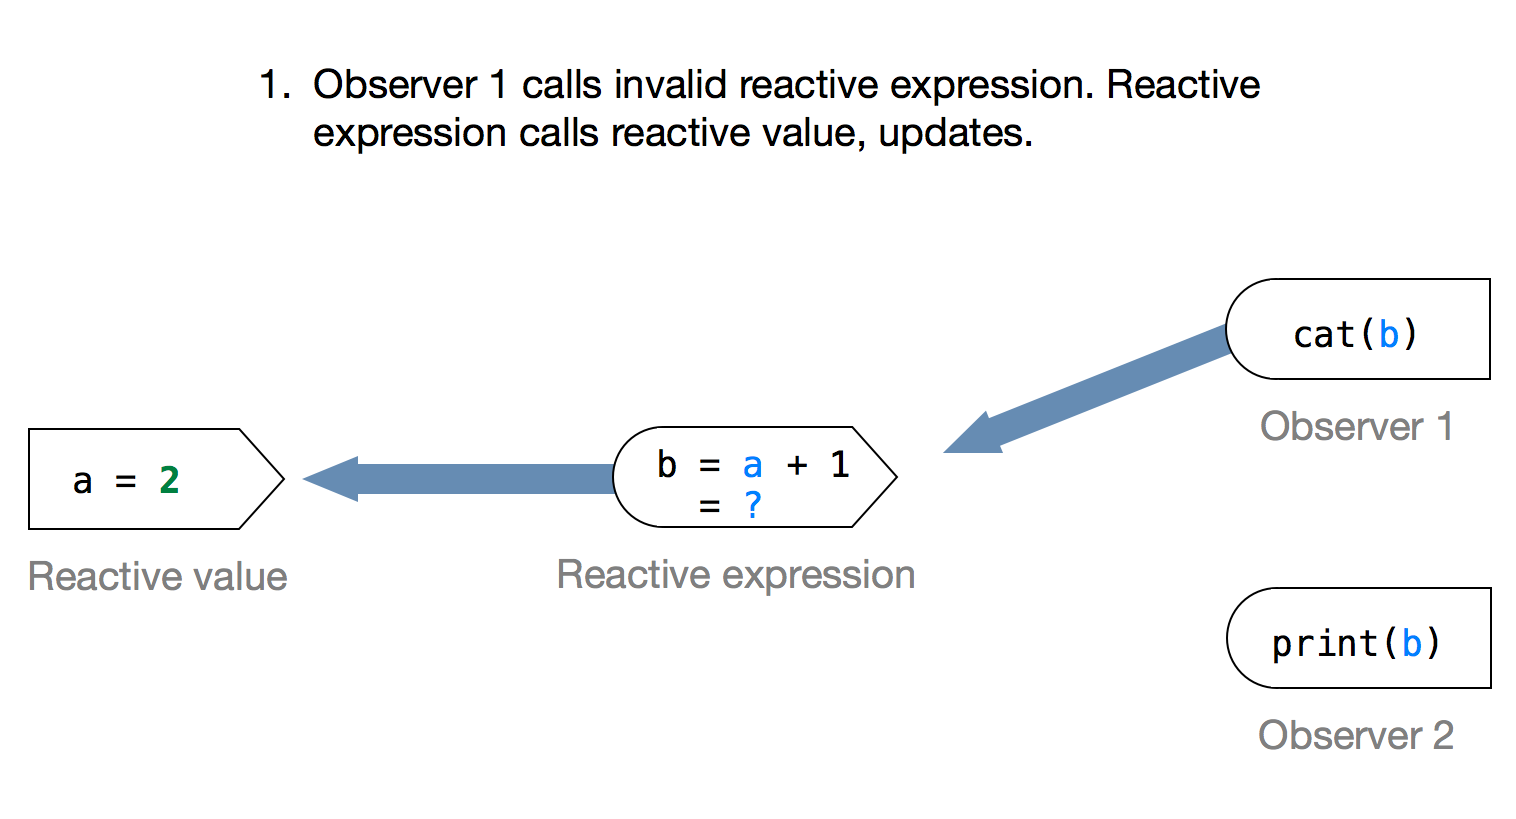 1. Observer 1 calls invalid reactive expression. Reactive
expression calls reactive value, updates.
cat(b)
Observer 1
a = 2
Reactive value
b = a + 1
= ?
Reactive expression
print(b)
Observer 2